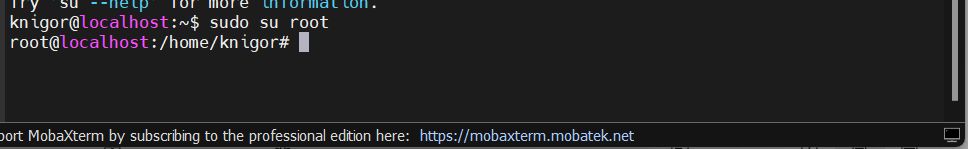 Try 'su --help' for more information.
knigor@localhost:~$ sudo su root
root@localhost:/home/knigor#
port MobaXterm by subscribing to the professional edition here: https://mobaxterm.mobatek.net